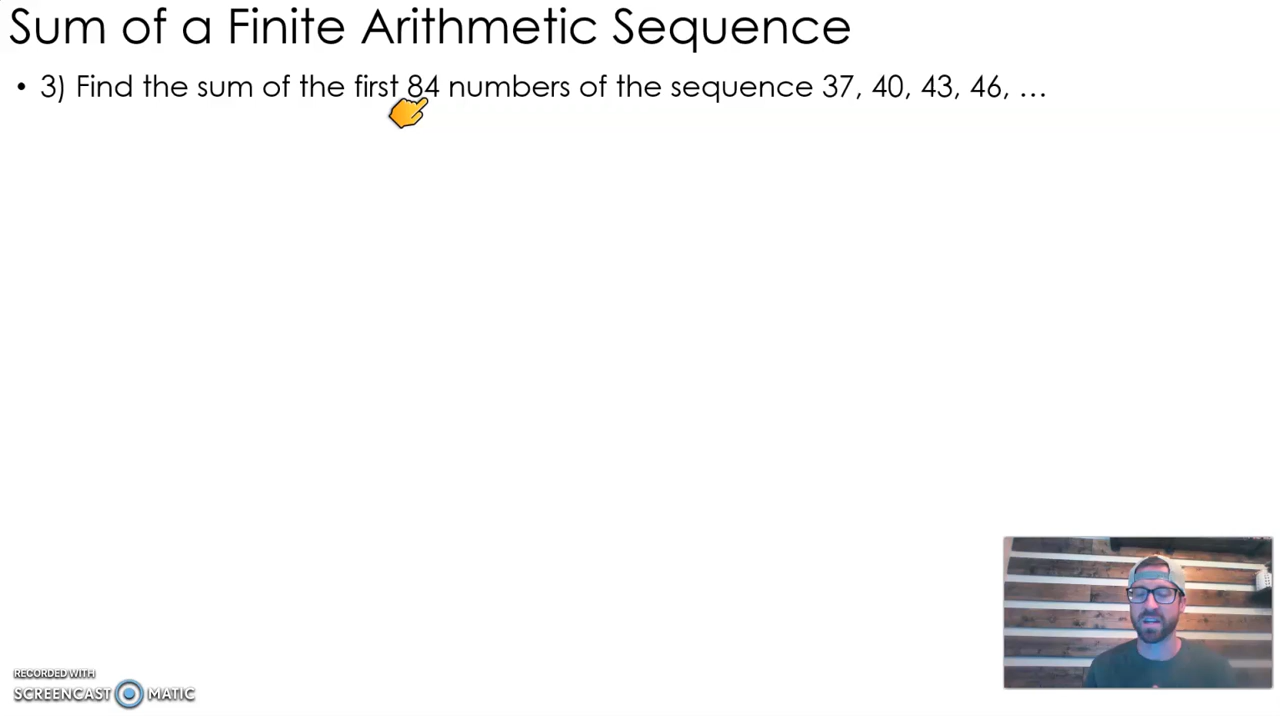 Sum of a Finite Arithmetic Sequence
• 3) Find the sum of the first 84 numbers of the sequence 37, 40, 43, 46, …
RECORDED WITH
SCREENCAST MATIC